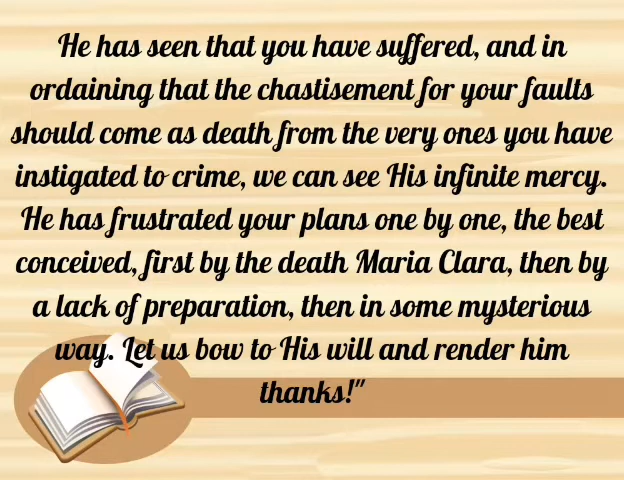 He has seen that you have suffered, and in
ordaining that the chastisement for your faults
should come as death from the very ones you have
instigated to crime, we can see His infinite mercy.
He has frustrated your plans one by one, the best
conceived, first by the death Maria Clara, then by
a lack of preparation, then in some mysterious
way. Let us bow to His will and render him
thanks!"